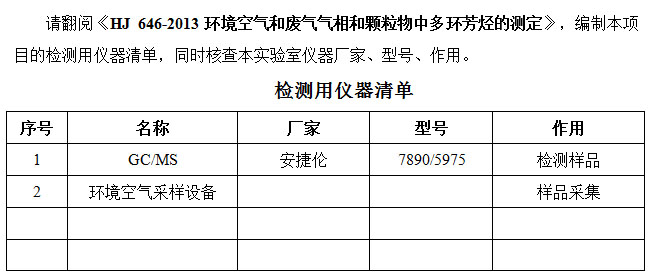 请翻阅《HJ 646-2013 环境空气和废气气相和颗粒物中多环芳烃的测定》，编制本项
目的检测用仪器清单，同时核查本实验室仪器厂家、型号、作用。
检测用仪器清单
序号 名称 厂家 型号 作用
1 GC/MS 安捷伦 7890/5975 检测样品
2 环境空气采样设备 样品采集